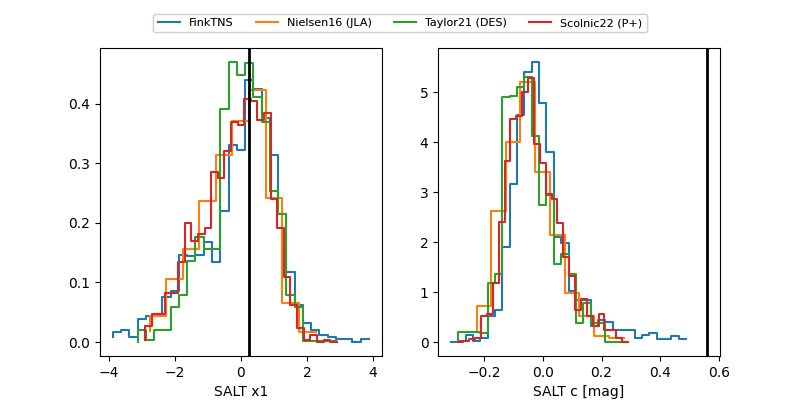 FinkTNS Nielsen16 (JLA) Taylor21 (DES) Scolnic22 (P+)
0.4
0.3
0.2
0.1
0.0
−4 −2 0 2 4
SALT x1
5
4
3
2
1
0
−0.2 0.0 0.2 0.4 0.6
SALT c [mag]